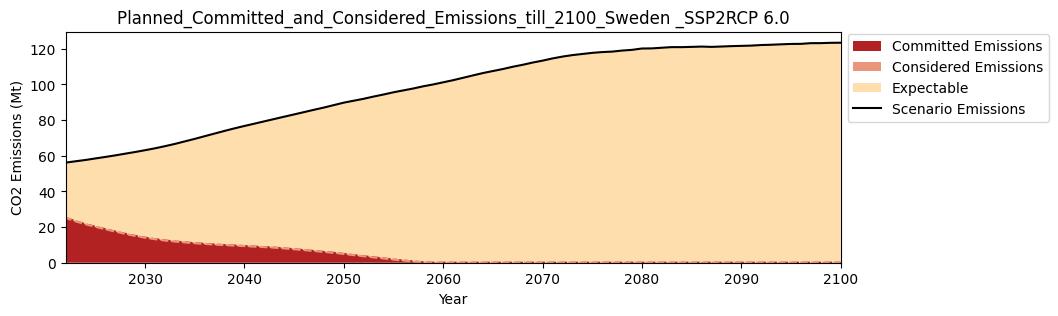 Planned_Committed_and_Considered_Emissions_till_2100_Sweden _SSP2RCP 6.0
CO2 Emissions (Mt)
120
100
80
60
40
20
0
2030 2040 2050 2060 2070 2080 2090 2100
Year
Committed Emissions
Considered Emissions
Expectable
Scenario Emissions